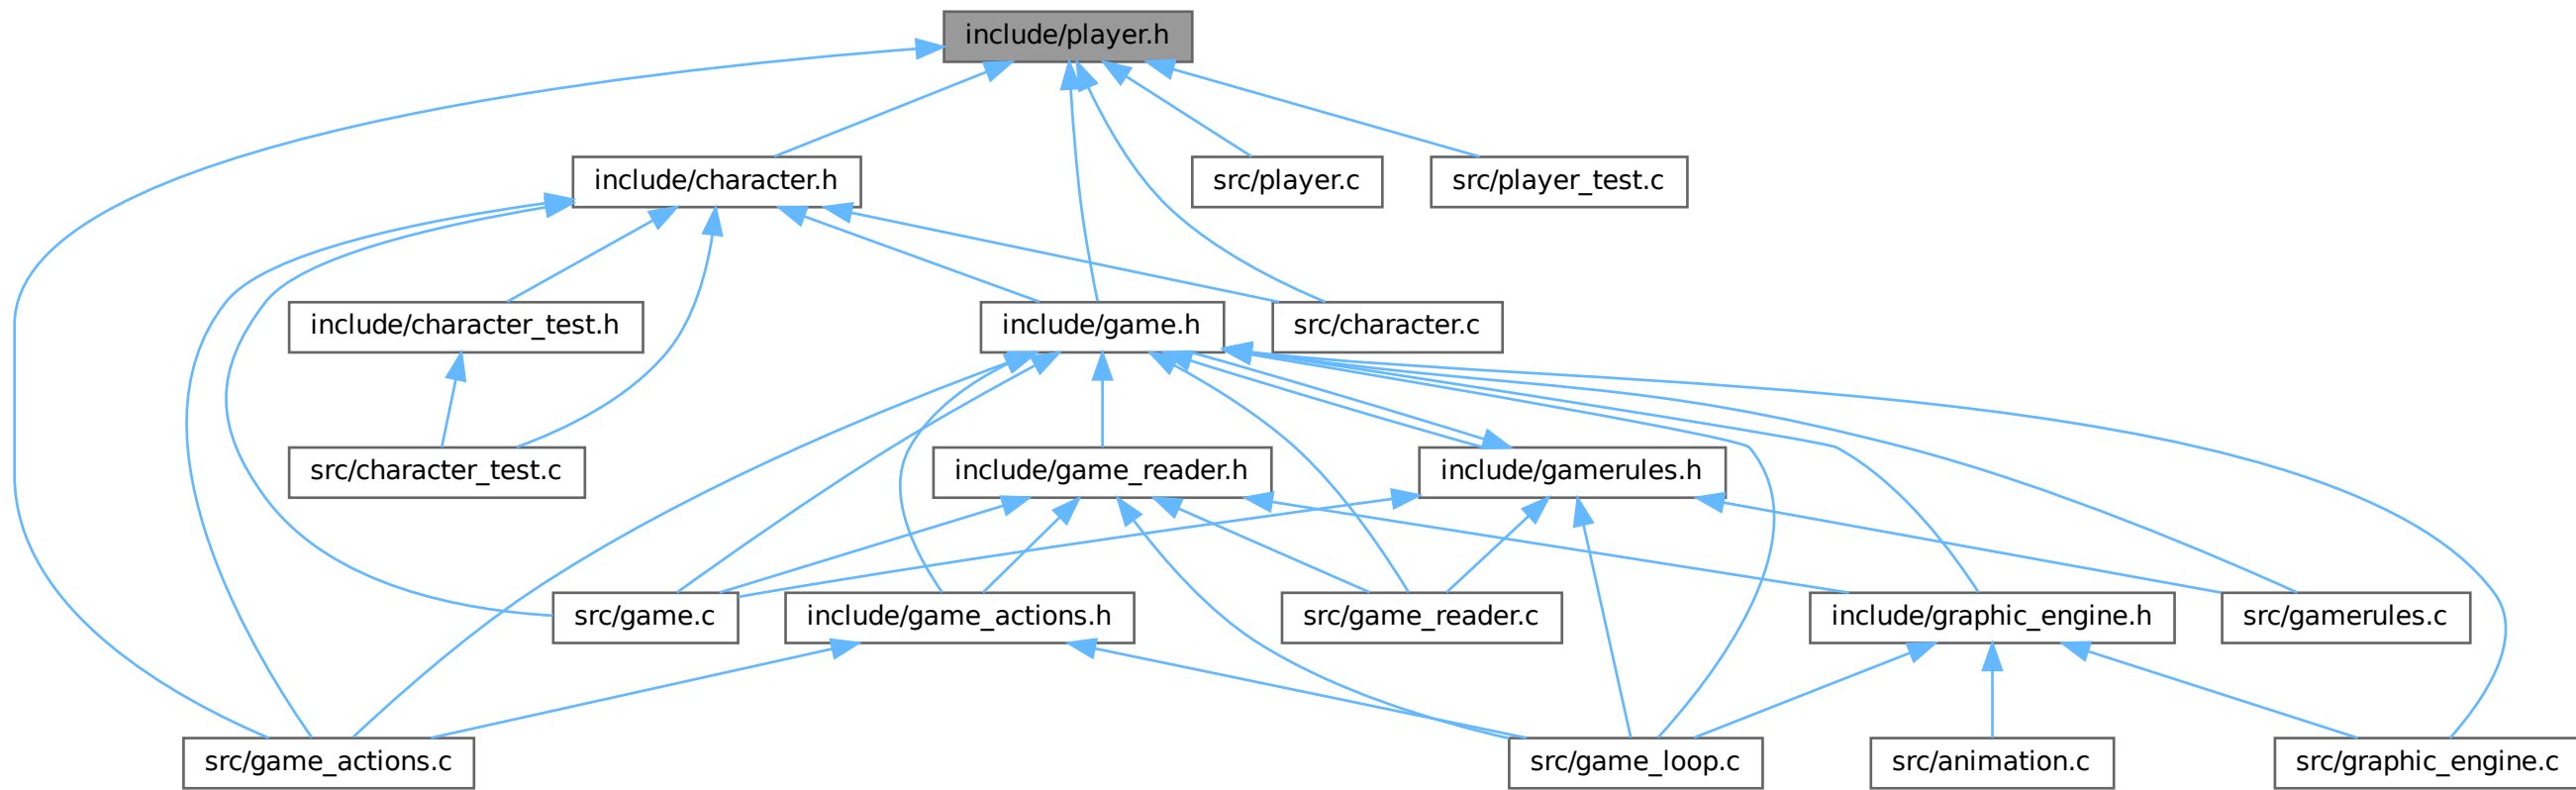 include/player.h
include/character.h
src/player.c
src/player_test.c
include/character_test.h
include/game.h
src/character.c
src/character_test.c
include/game_reader.h
include/gamerules.h
src/game.c
include/game_actions.h
src/game_reader.c
include/graphic_engine.h
src/gamerules.c
src/game_actions.c
src/game_loop.c
src/animation.c
src/graphic_engine.c